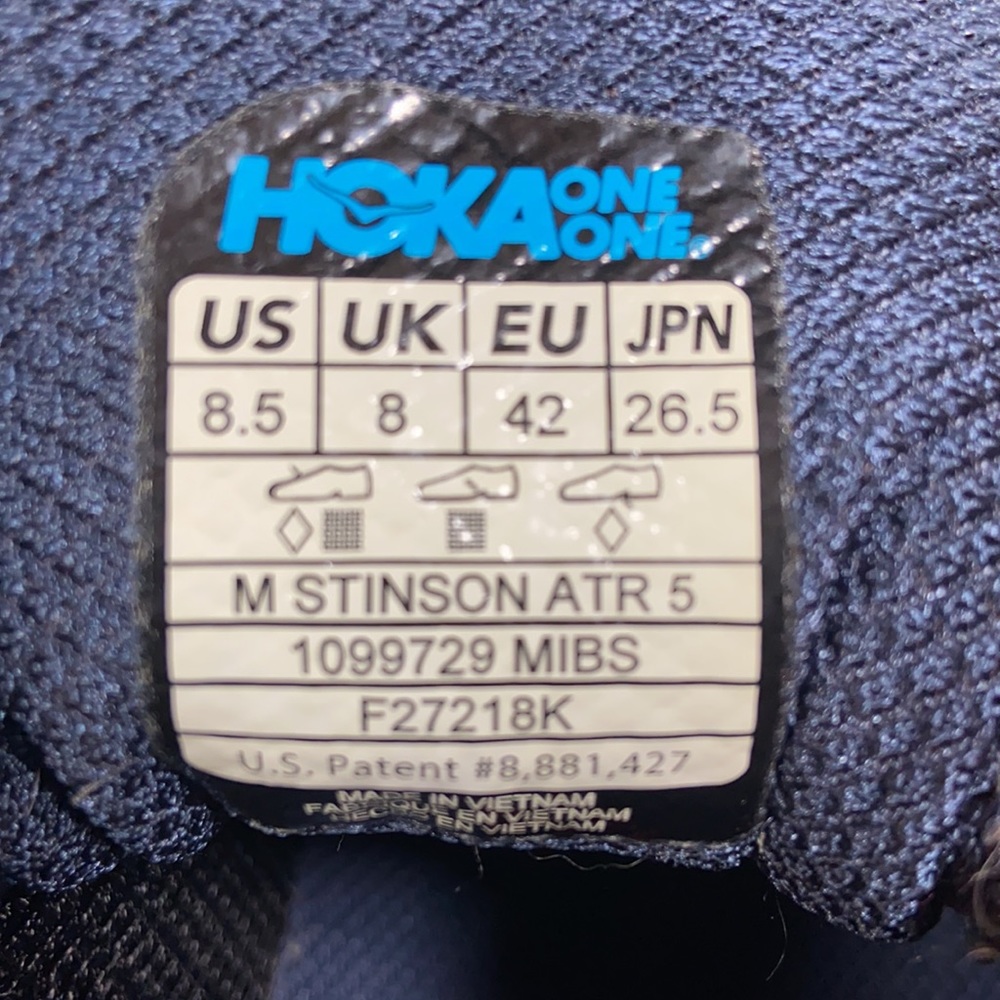 HOKA ONE ONE®
US UK EU JPN
8.5 8 42 26.5
M STINSON ATR 5
1099729 MIBS
F27218K
U.S. Patent #8,881,427
MADE IN VIETNAM
FABRIQUÉ EN VIETNAM
HECHO EN VIETNAM